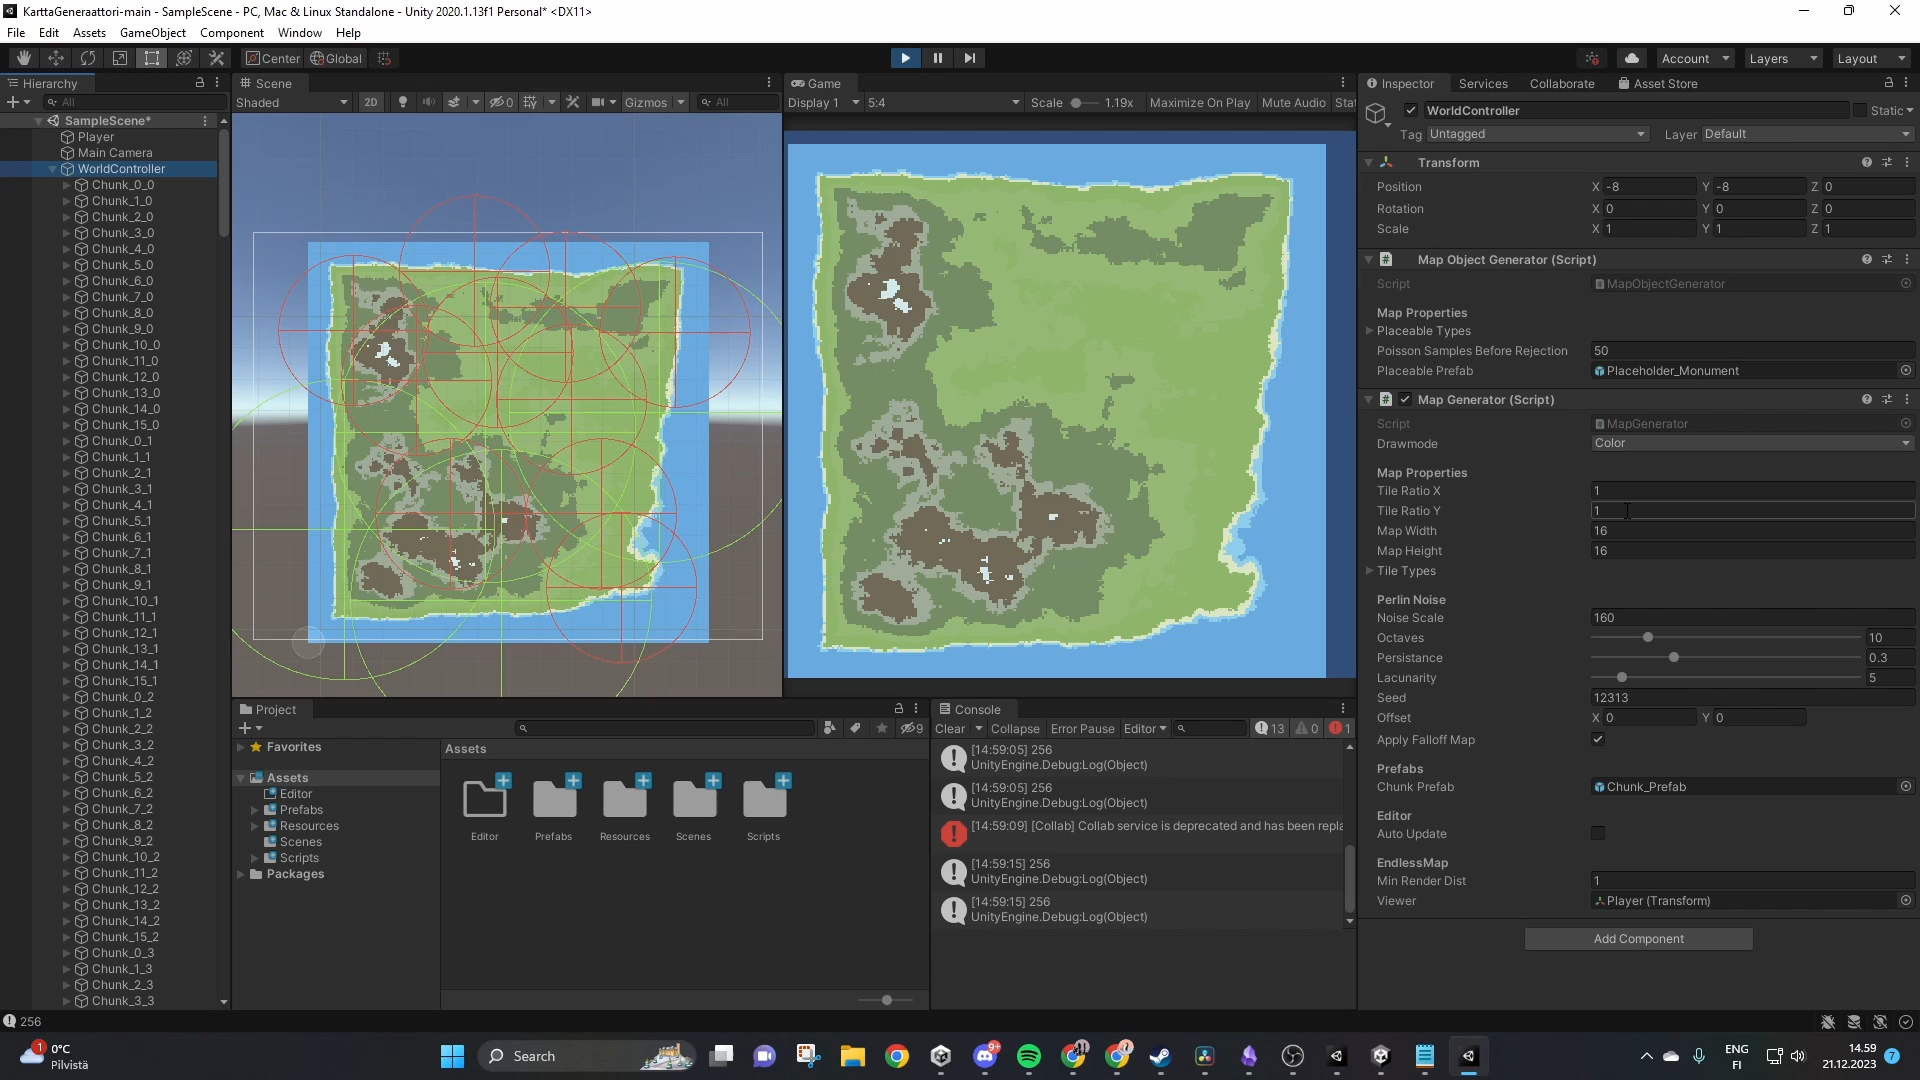 KarttaGeneraattori-main - SampleScene - PC, Mac & Linux Standalone - Unity 2020.1.13f1 Personal* <DX11>
File Edit Assets GameObject Component Window Help
Center Global Account Layers Layout
Hierarchy
All
SampleScene*
Player
Main Camera
WorldController
Chunk_0_0
Chunk_1_0
Chunk_2_0
Chunk_3_0
Chunk_4_0
Chunk_5_0
Chunk_6_0
Chunk_7_0
Chunk_8_0
Chunk_9_0
Chunk_10_0
Chunk_11_0
Chunk_12_0
Chunk_13_0
Chunk_14_0
Chunk_15_0
Chunk_0_1
Chunk_1_1
Chunk_2_1
Chunk_3_1
Chunk_4_1
Chunk_5_1
Chunk_6_1
Chunk_7_1
Chunk_8_1
Chunk_9_1
Chunk_10_1
Chunk_11_1
Chunk_12_1
Chunk_13_1
Chunk_14_1
Chunk_15_1
Chunk_0_2
Chunk_1_2
Chunk_2_2
Chunk_3_2
Chunk_4_2
Chunk_5_2
Chunk_6_2
Chunk_7_2
Chunk_8_2
Chunk_9_2
Chunk_10_2
Chunk_11_2
Chunk_12_2
Chunk_13_2
Chunk_14_2
Chunk_15_2
Chunk_0_3
Chunk_1_3
Chunk_2_3
Chunk_3_3
Scene
Shaded 2D 0 Gizmos All
Game
Display 1 5:4 Scale 1.19x Maximize On Play Mute Audio Stat
Project
9
Favorites
Assets
Editor
Prefabs
Resources
Scenes
Scripts
Packages
Assets
Editor Prefabs Resources Scenes Scripts
Console
Clear Collapse Error Pause Editor 13 0 1
[14:59:05] 256
UnityEngine.Debug:Log(Object)
[14:59:05] 256
UnityEngine.Debug:Log(Object)
[14:59:09] [Collab] Collab service is deprecated and has been repla
[14:59:15] 256
UnityEngine.Debug:Log(Object)
[14:59:15] 256
UnityEngine.Debug:Log(Object)
Inspector Services Collaborate Asset Store
WorldController Static
Tag Untagged Layer Default
Transform
Position X -8 Y -8 Z 0
Rotation X 0 Y 0 Z 0
Scale X 1 Y 1 Z 1
Map Object Generator (Script)
Script MapObjectGenerator
Map Properties
Placeable Types
Poisson Samples Before Rejection 50
Placeable Prefab Placeholder_Monument
Map Generator (Script)
Script MapGenerator
Drawmode Color
Map Properties
Tile Ratio X 1
Tile Ratio Y 1
Map Width 16
Map Height 16
Tile Types
Perlin Noise
Noise Scale 160
Octaves 10
Persistance 0.3
Lacunarity 5
Seed 12313
Offset X 0 Y 0
Apply Falloff Map
Prefabs
Chunk Prefab Chunk_Prefab
Editor
Auto Update
EndlessMap
Min Render Dist 1
Viewer Player (Transform)
Add Component
256
1 0°C
Pilvistä
Search
9+
ENG
FI
14.59
21.12.2023
7